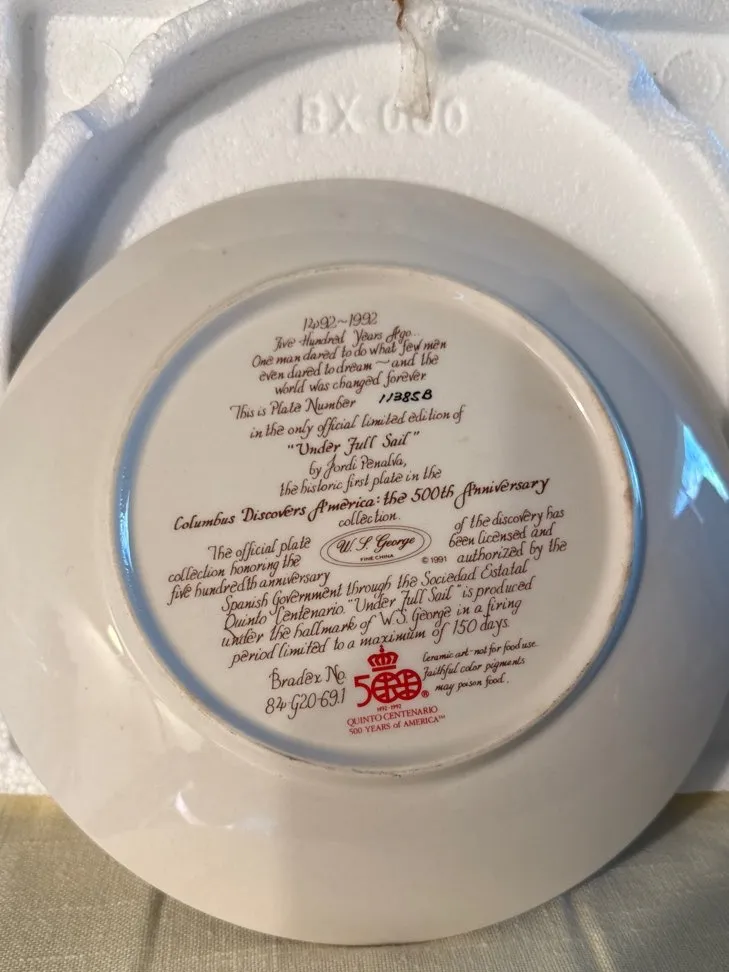 BX 0 0
1492~1992
Five Hundred Years Ago...
One man dared to do what few men
even dared to dream ~ and the
world was changed forever
This is Plate Number 11385B
in the only official limited edition of
"Under Full Sail"
by Jordi Penalva,
the historic first plate in the
Columbus Discovers America: the 500th Anniversary
collection.
The official plate
collection honoring the
five hundredth anniversary
W.S. George
FINE CHINA
© 1991
of the discovery has
been licensed and
authorized by the
Spanish Government through the Sociedad Estatal
Quinto Centenario. "Under Full Sail" is produced
under the hallmark of W.S. George in a firing
period limited to a maximum of 150 days.
Bradex No.
84-G20-69.1
500®
1492-1992
QUINTO CENTENARIO
500 YEARS of AMERICA™
Ceramic art-not for food use.
Faithful color pigments
may poison food.